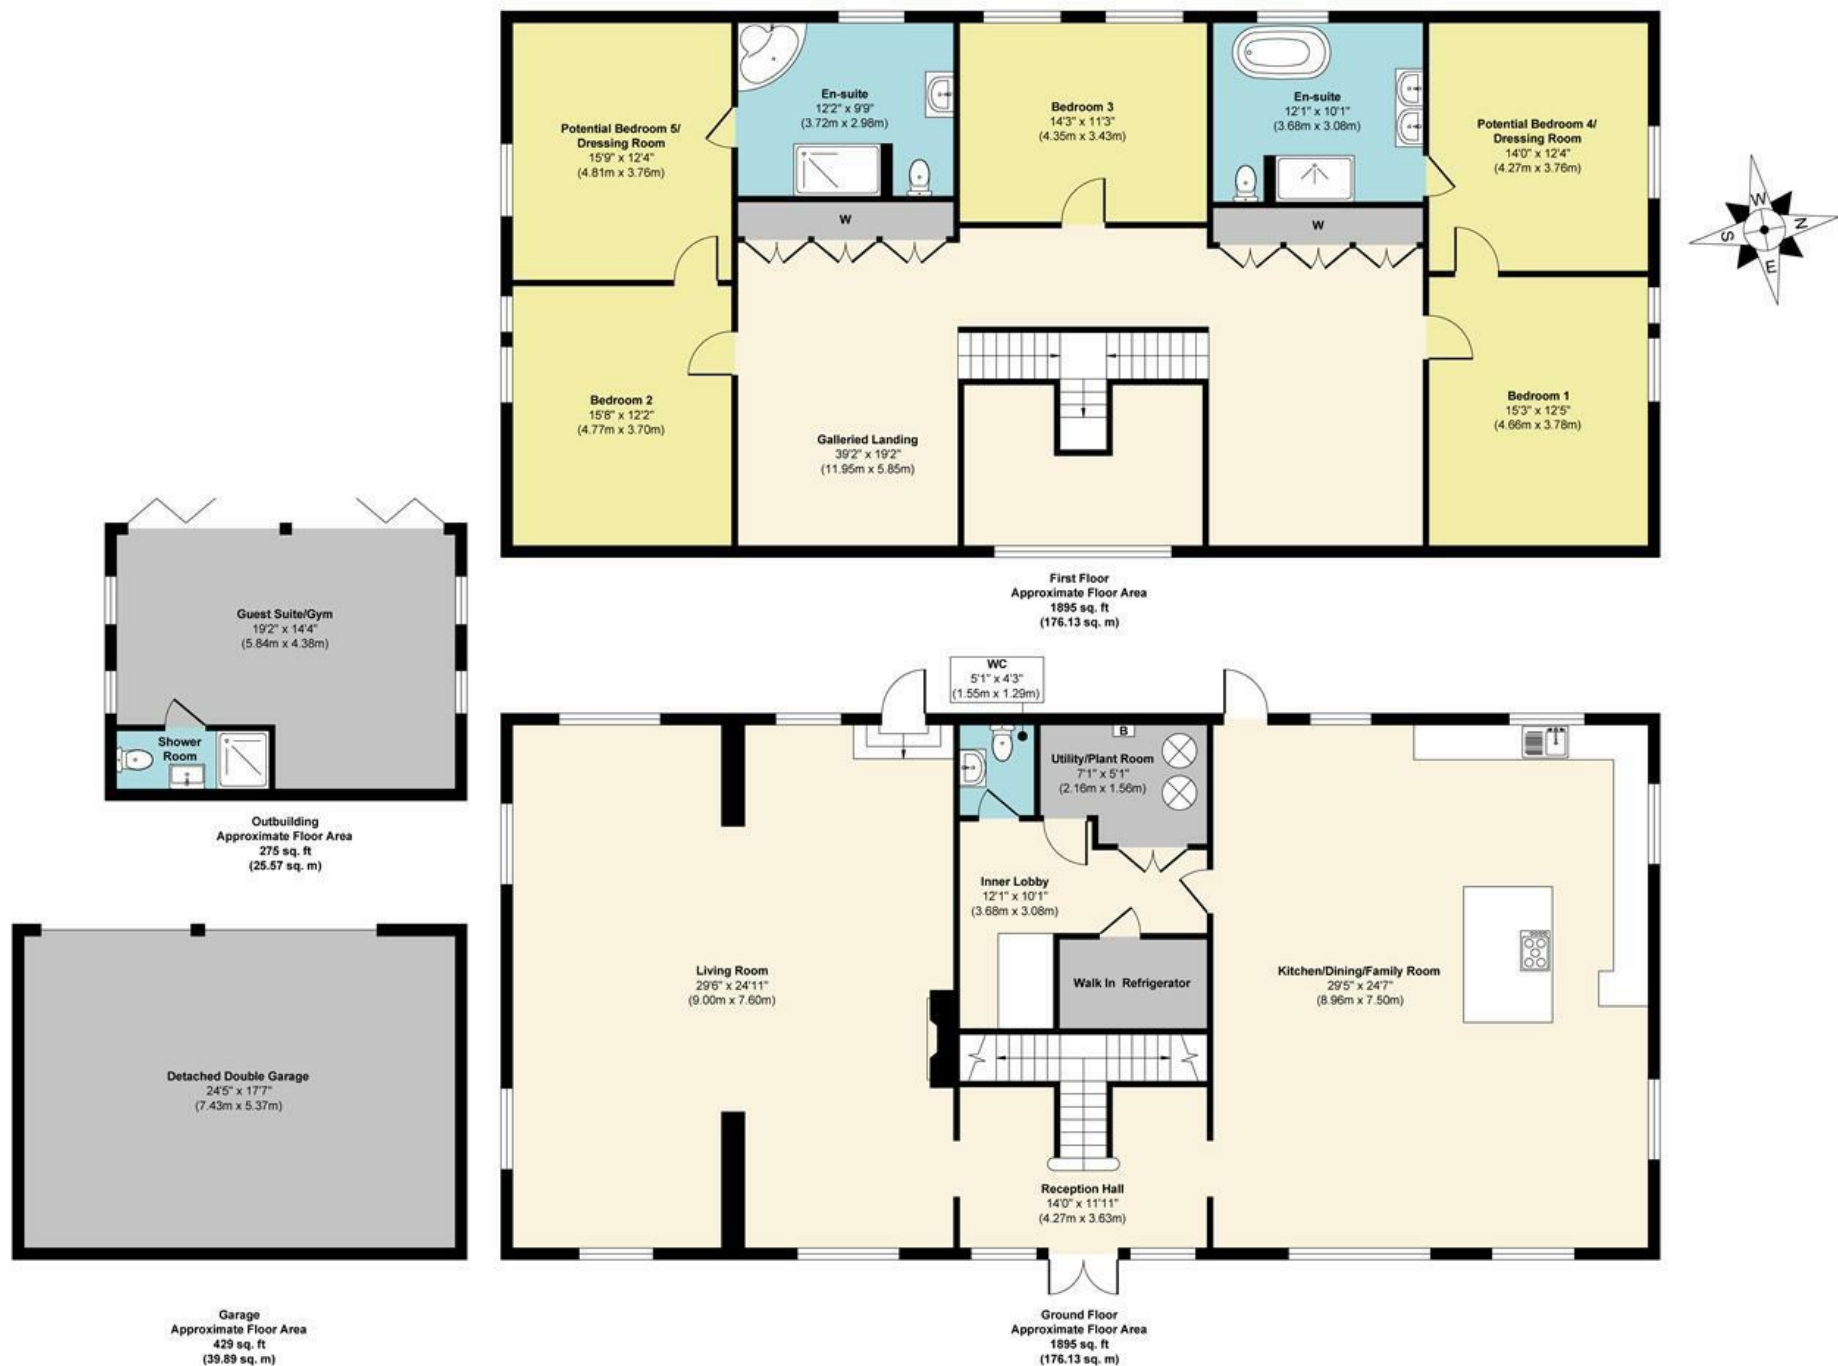 En-suite
12'2" x 9'9"
(3.72m x 2.98m)
Bedroom 3
14'3" x 11'3"
(4.35m x 3.43m)
En-suite
12'1" x 10'1"
(3.68m x 3.08m)
Potential Bedroom 5/
Dressing Room
15'9" x 12'4"
(4.81m x 3.76m)
Potential Bedroom 4/
Dressing Room
14'0" x 12'4"
(4.27m x 3.76m)
W
W
W
N
S
E
Bedroom 2
15'8" x 12'2"
(4.77m x 3.70m)
Galleried Landing
39'2" x 19'2"
(11.95m x 5.85m)
Bedroom 1
15'3" x 12'5"
(4.66m x 3.78m)
First Floor
Approximate Floor Area
1895 sq. ft
(176.13 sq. m)
Guest Suite/Gym
19'2" x 14'4"
(5.84m x 4.38m)
Shower
Room
Outbuilding
Approximate Floor Area
275 sq. ft
(25.57 sq. m)
WC
5'1" x 4'3"
(1.55m x 1.29m)
B
Utility/Plant Room
7'1" x 5'1"
(2.16m x 1.56m)
Inner Lobby
12'1" x 10'1"
(3.68m x 3.08m)
Living Room
29'6" x 24'11"
(9.00m x 7.60m)
Walk In Refrigerator
Kitchen/Dining/Family Room
29'5" x 24'7"
(8.96m x 7.50m)
Detached Double Garage
24'5" x 17'7"
(7.43m x 5.37m)
Reception Hall
14'0" x 11'11"
(4.27m x 3.63m)
Garage
Approximate Floor Area
429 sq. ft
(39.89 sq. m)
Ground Floor
Approximate Floor Area
1895 sq. ft
(176.13 sq. m)